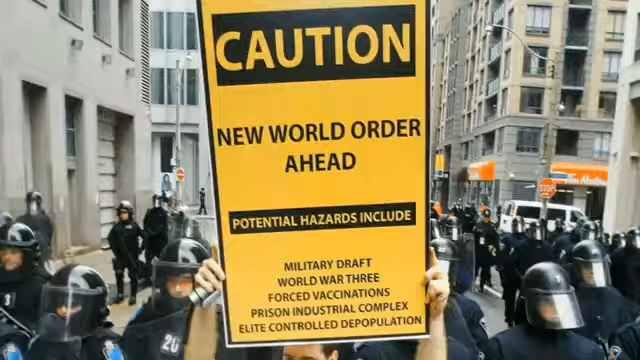 CAUTION
NEW WORLD ORDER
AHEAD
POTENTIAL HAZARDS INCLUDE
MILITARY DRAFT
WORLD WAR THREE
FORCED VACCINATIONS
PRISON INDUSTRIAL COMPLEX
ELITE CONTROLLED DEPOPULATION
STOP
20